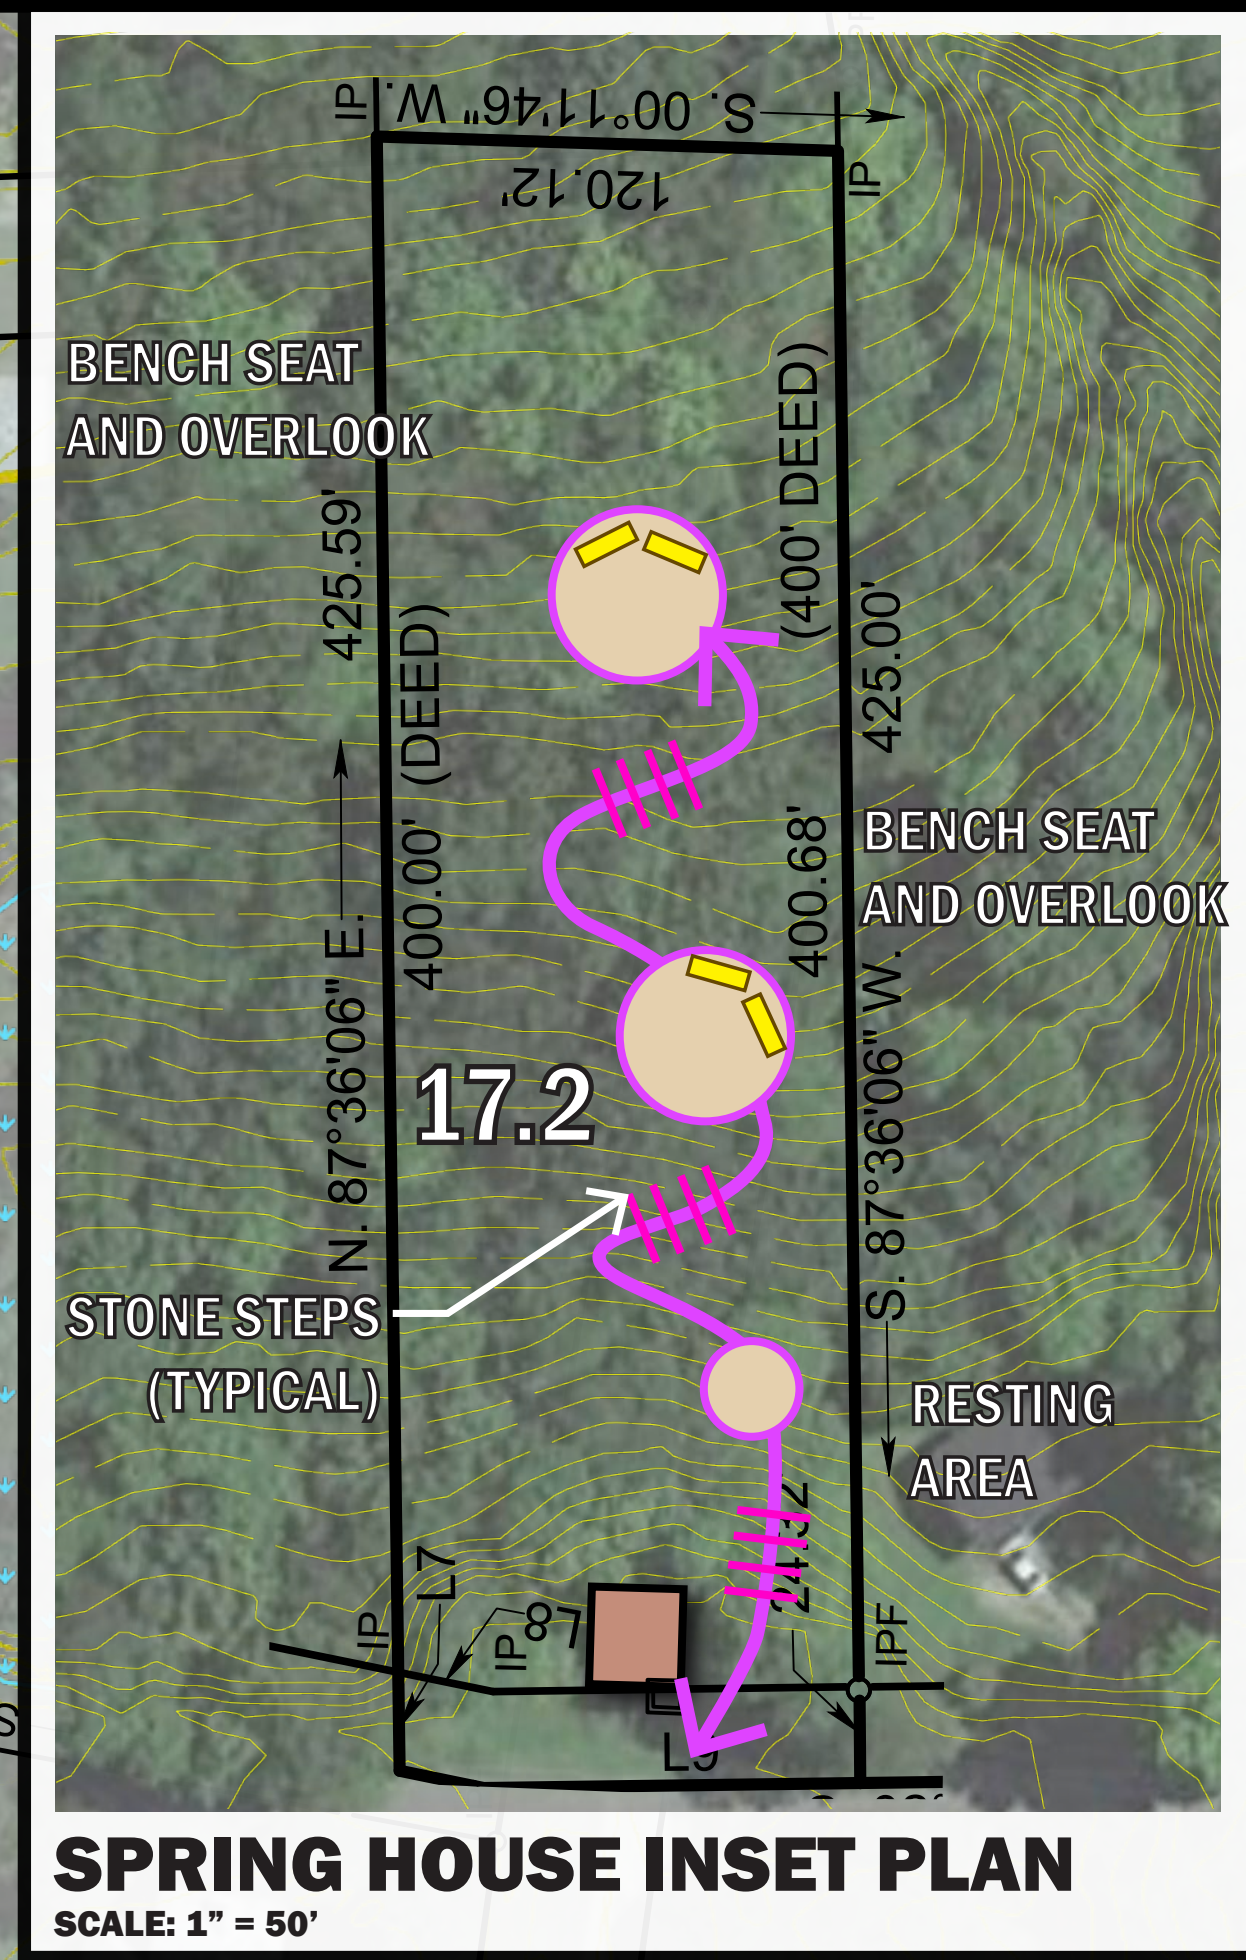 IP
S. 00°11'46" W.
120.12'
IP
BENCH SEAT
AND OVERLOOK
(400' DEED)
425.59'
425.00'
(DEED)
400.00'
400.68'
BENCH SEAT
AND OVERLOOK
N. 87°36'06" E.
S. 87°36'06" W.
17.2
STONE STEPS
(TYPICAL)
RESTING
AREA
L7
L8
IP
IP
IPF
L9
S
SPRING HOUSE INSET PLAN
SCALE: 1” = 50’